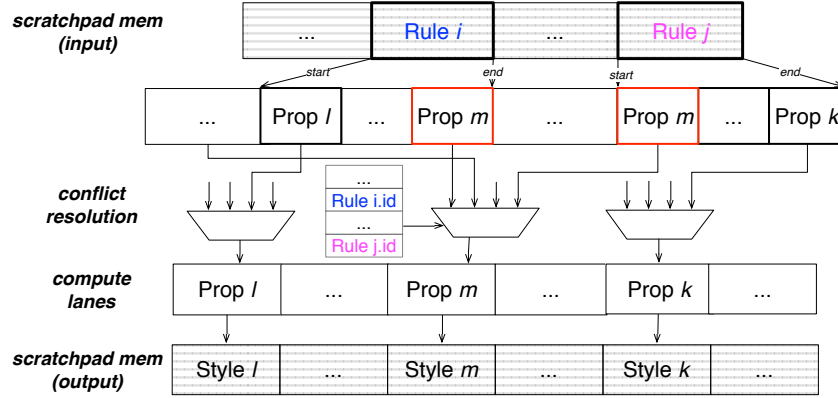 scratchpad mem
(input)
... Rule i ... Rule j
start end start end
... Prop l ... Prop m ... Prop m ... Prop k
conflict
resolution
...
Rule i.id
...
Rule j.id
compute
lanes
Prop l ... Prop m ... Prop k ...
scratchpad mem
(output)
Style l ... Style m ... Style k ...